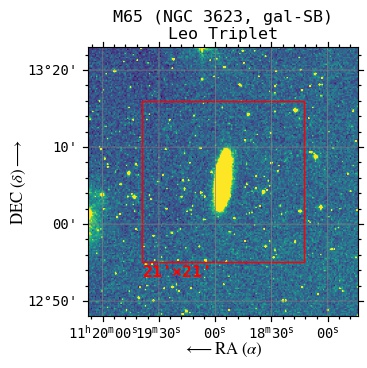 M65 (NGC 3623, gal-SB)
Leo Triplet
13°20'
10'
00'
12°50'
DEC (δ) ⟶
21'×21'
11ʰ20ᵐ00ˢ 19ᵐ30ˢ 00ˢ 18ᵐ30ˢ 00ˢ
⟵ RA (α)